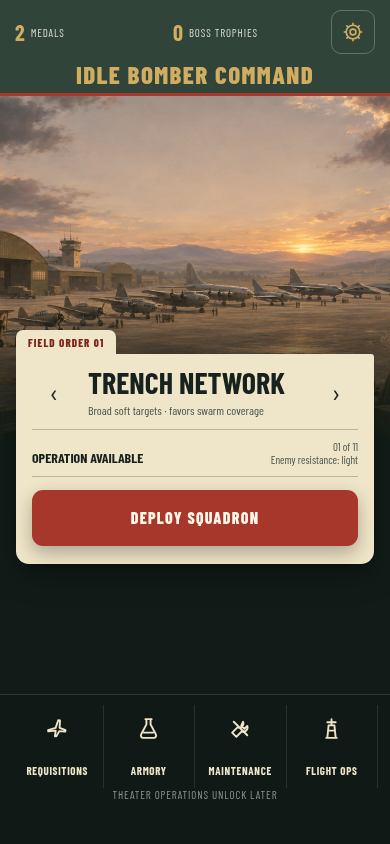 2 MEDALS
0 BOSS TROPHIES
IDLE BOMBER COMMAND
FIELD ORDER 01
‹
TRENCH NETWORK
›
Broad soft targets · favors swarm coverage
OPERATION AVAILABLE
01 of 11
Enemy resistance: light
DEPLOY SQUADRON
REQUISITIONS
ARMORY
MAINTENANCE
FLIGHT OPS
THEATER OPERATIONS UNLOCK LATER